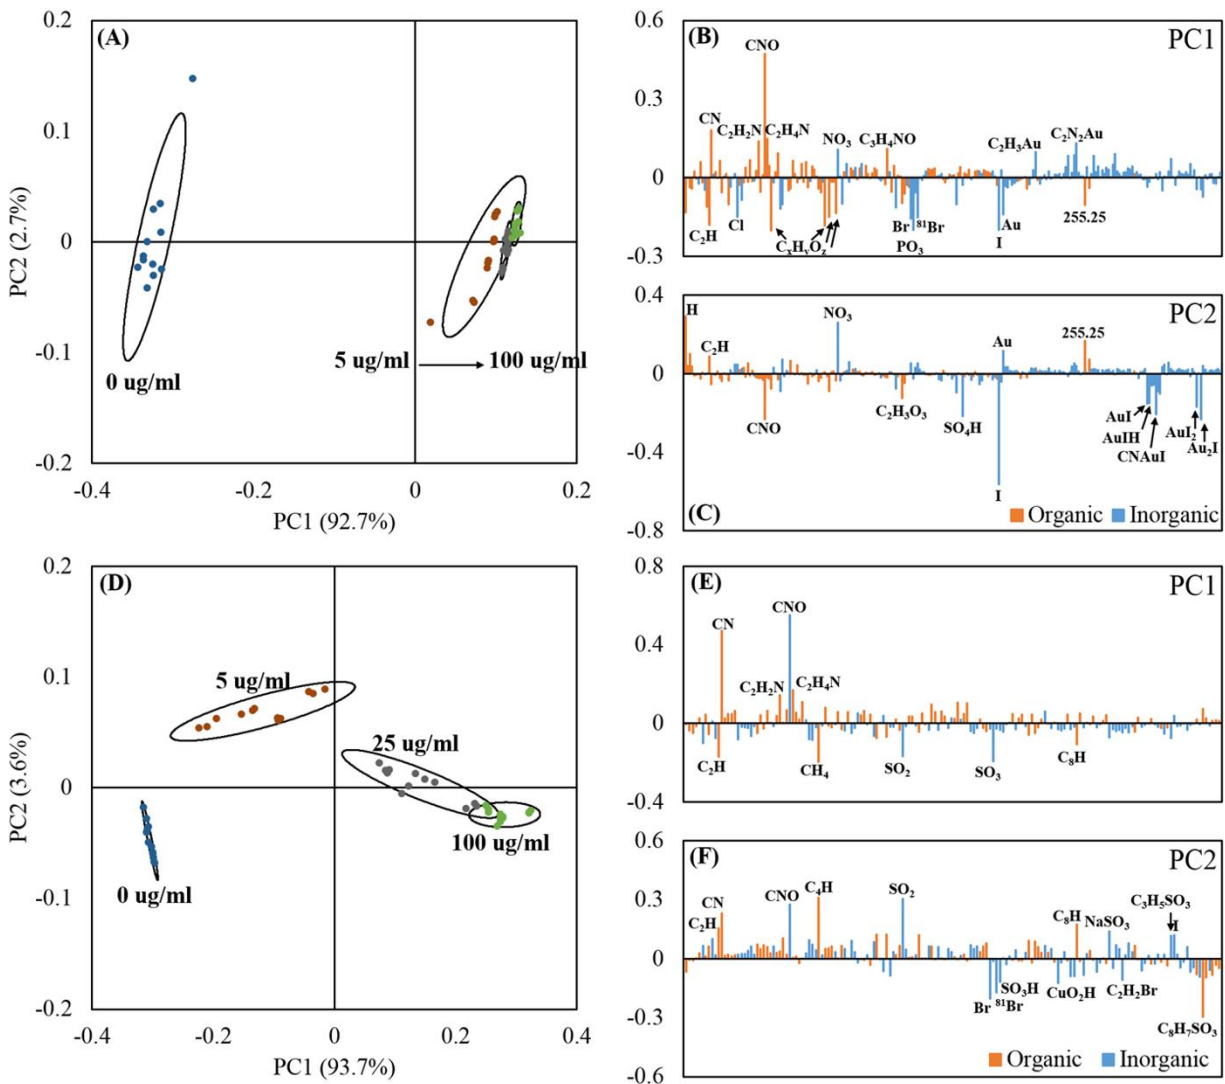 (A)
0.2
0.1
0
-0.1
-0.2
PC2 (2.7%)
0 ug/ml
5 ug/ml
100 ug/ml
-0.4
-0.2
0
0.2
PC1 (92.7%)
(B)
PC1
0.6
0.3
0
-0.3
CNO
CN
C₂H₂N
C₂H₄N
NO₃
C₃H₄NO
C₂H₃Au
C₂N₂Au
C₂H
Cl
CₓHᵧO_z
Br
⁸¹Br
PO₃
Au
I
255.25
PC2
0.4
0
-0.4
-0.8
H
C₂H
NO₃
Au
255.25
CNO
C₂H₃O₃
SO₄H
I
AuI
AuIH
CNAuI
AuI₂
Au₂I
(C)
Organic
Inorganic
(D)
0.2
0.1
0
-0.1
-0.2
PC2 (3.6%)
5 ug/ml
25 ug/ml
100 ug/ml
0 ug/ml
-0.4
-0.2
0
0.2
0.4
PC1 (93.7%)
(E)
PC1
0.8
0.4
0
-0.4
CNO
CN
C₂H₂N
C₂H₄N
C₂H
CH₄
SO₂
SO₃
C₈H
(F)
PC2
0.6
0.3
0
-0.3
-0.6
C₂H
CN
CNO
C₄H
SO₂
C₈H
NaSO₃
C₃H₅SO₃
I
Br
⁸¹Br
SO₃H
CuO₂H
C₂H₂Br
C₈H₇SO₃
Organic
Inorganic